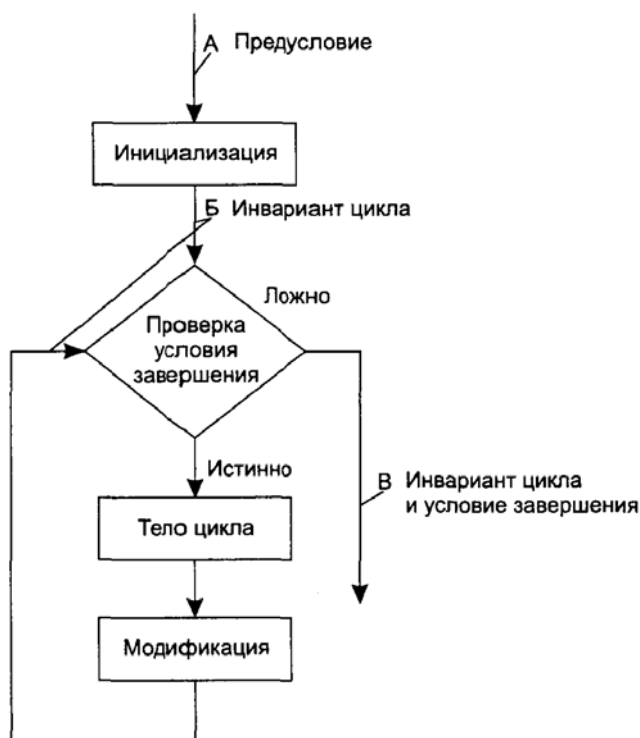 А Предусловие
Инициализация
Б Инвариант цикла
Ложно
Проверка
условия
завершения
Истинно
В Инвариант цикла
и условие завершения
Тело цикла
Модификация